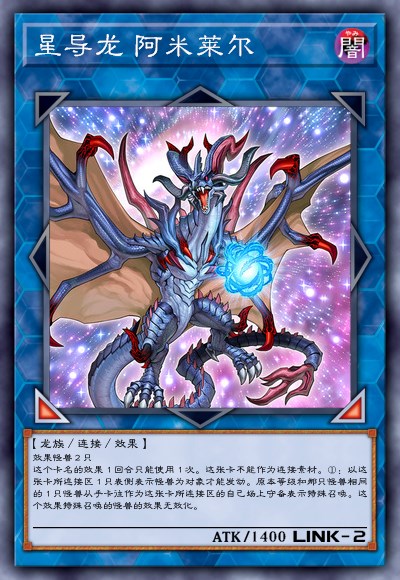 星导龙 阿米莱尔
やみ
闇
【龙族／连接／效果】
效果怪兽２只
这个卡名的效果１回合只能使用１次。这张卡不能作为连接素材。①：以这
张卡所连接区１只表侧表示怪兽为对象才能发动。原本等级和那只怪兽相同
的１只怪兽从手卡往作为这张卡所连接区的自己场上守备表示特殊召唤。这
个效果特殊召唤的怪兽的效果无效化。
ATK/1400 LINK-2